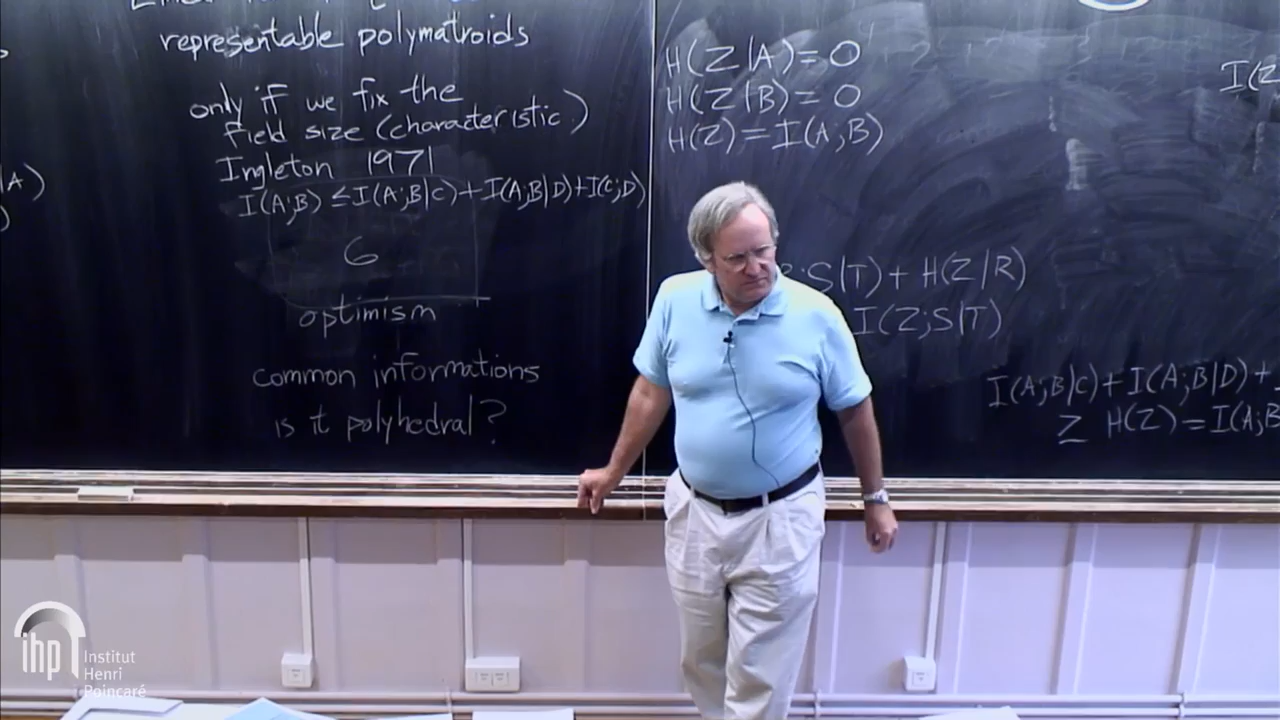 representable polymatroids
only if we fix the
field size (characteristic)
Ingleton 1971
I(A;B) ≤ I(A;B|C) + I(A;B|D) + I(C;D)
6
optimism
common informations
is it polyhedral?
|A)
)
H(Z|A) = 0
H(Z|B) = 0
H(Z) = I(A;B)
;S|T) + H(Z|R)
I(Z;S|T)
I(Z
I(A;B|C) + I(A;B|D) +
Z H(Z) = I(A;B
ihp Institut
Henri
Poincaré